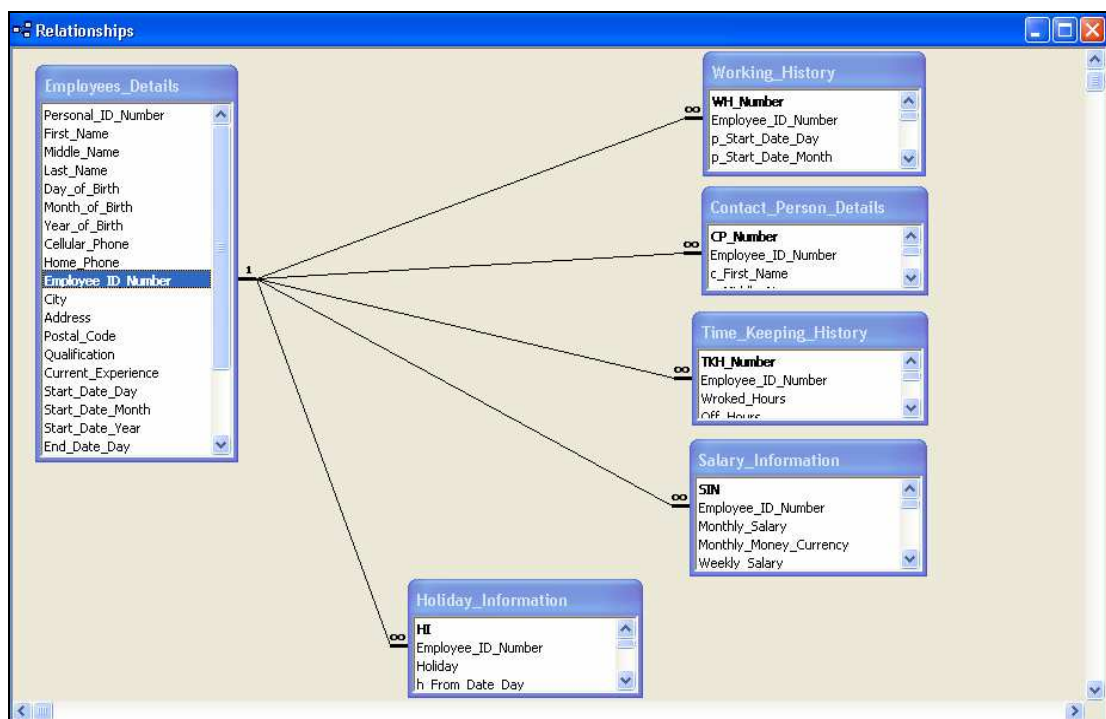 Relationships
Employees_Details
Personal_ID_Number
First_Name
Middle_Name
Last_Name
Day_of_Birth
Month_of_Birth
Year_of_Birth
Cellular_Phone
Home_Phone
Employee_ID_Number
City
Address
Postal_Code
Qualification
Current_Experience
Start_Date_Day
Start_Date_Month
Start_Date_Year
End_Date_Day
1
Working_History
∞
WH_Number
Employee_ID_Number
p_Start_Date_Day
p_Start_Date_Month
Contact_Person_Details
∞
CP_Number
Employee_ID_Number
c_First_Name
Time_Keeping_History
∞
TKH_Number
Employee_ID_Number
Wroked_Hours
Off_Hours
Salary_Information
∞
SIN
Employee_ID_Number
Monthly_Salary
Monthly_Money_Currency
Weekly_Salary
Holiday_Information
∞
HI
Employee_ID_Number
Holiday
h_From_Date_Day